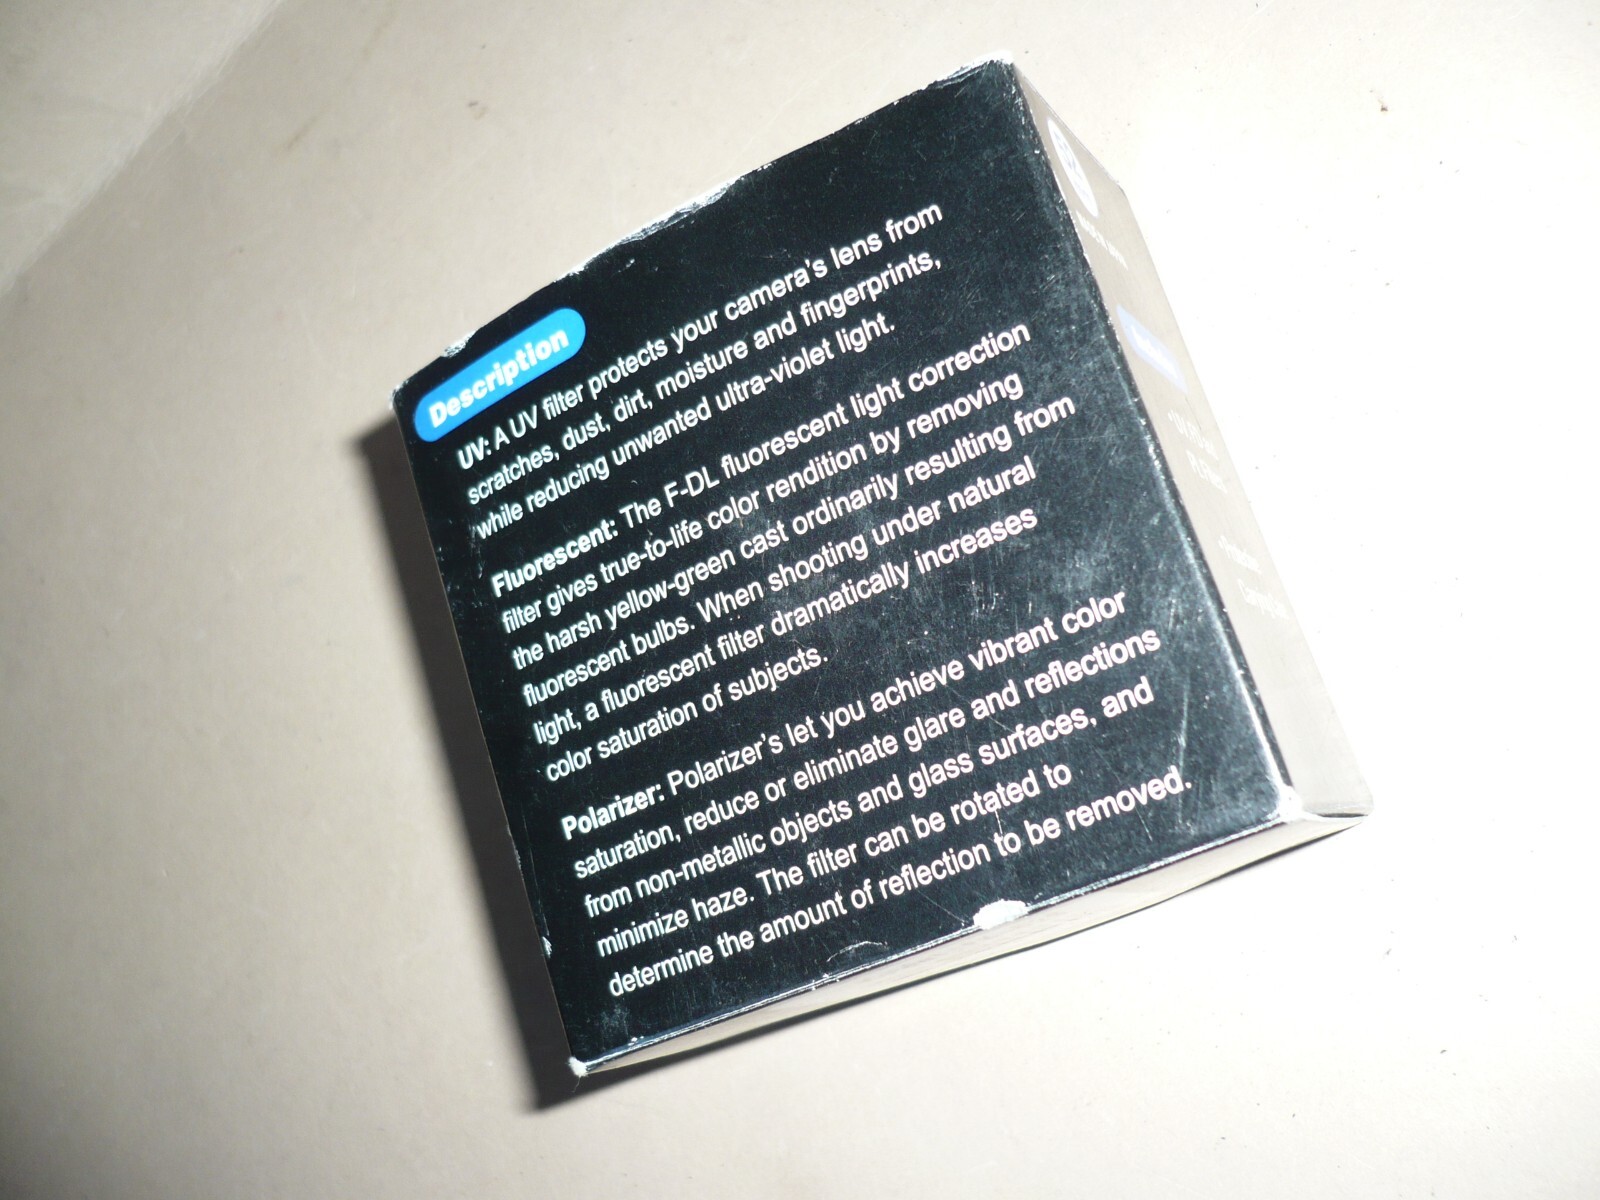 Description
UV: A UV filter protects your camera's lens from
scratches, dust, dirt, moisture and fingerprints,
while reducing unwanted ultra-violet light.
Fluorescent: The F-DL fluorescent light correction
filter gives true-to-life color rendition by removing
the harsh yellow-green cast ordinarily resulting from
fluorescent bulbs. When shooting under natural
light, a fluorescent filter dramatically increases
color saturation of subjects.
Polarizer: Polarizer's let you achieve vibrant color
saturation, reduce or eliminate glare and reflections
from non-metallic objects and glass surfaces, and
minimize haze. The filter can be rotated to
determine the amount of reflection to be removed.